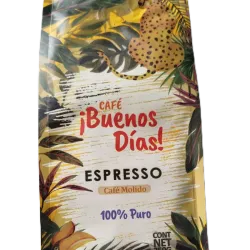 CAFÉ
¡Buenos
Días!
ESPRESSO
Café Molido
100% Puro
CONT
NET